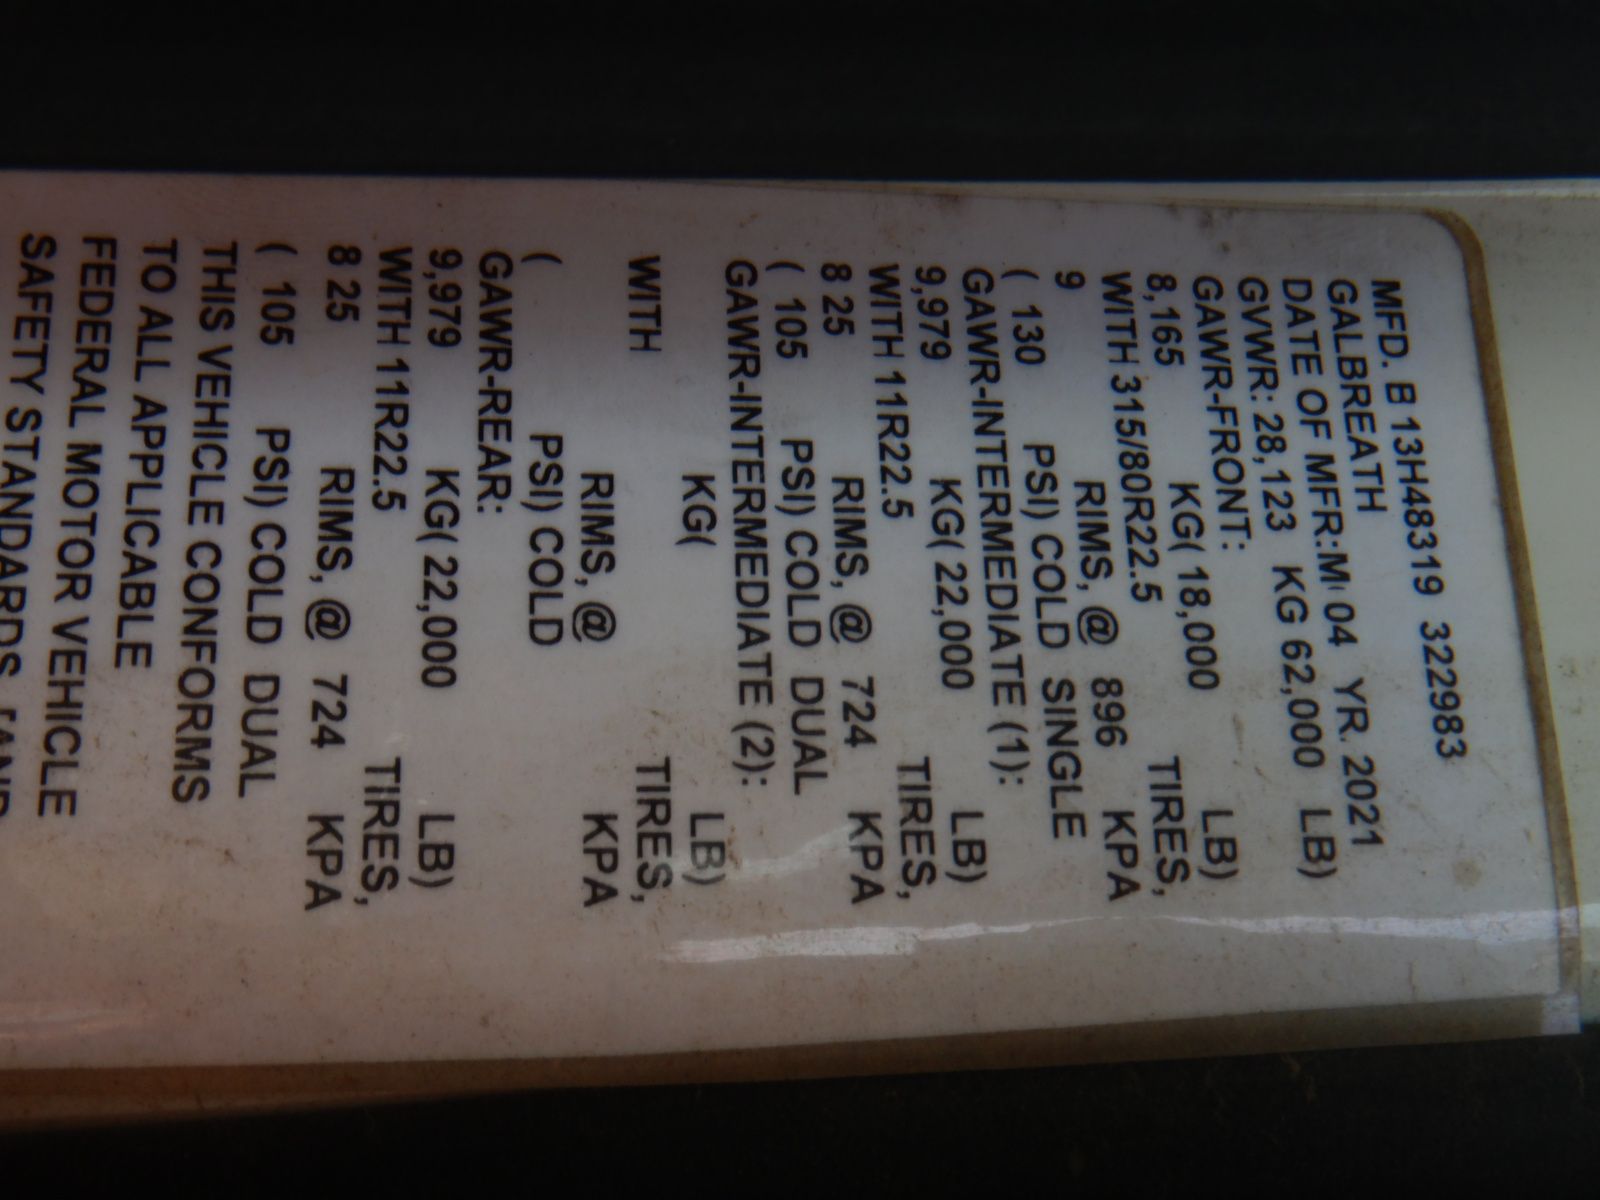 MFD. B 13H48319 322983
GALBREATH
DATE OF MFR: 04 YR. 2021
GVWR: 28,123 KG 62,000 LB)
GAWR-FRONT:
8,165 KG( 18,000 LB)
WITH 315/80R22.5 TIRES,
9 RIMS, @ 896 KPA
( 130 PSI) COLD SINGLE
GAWR-INTERMEDIATE (1):
9,979 KG( 22,000 LB)
WITH 11R22.5 TIRES,
8 25 RIMS, @ 724 KPA
( 105 PSI) COLD DUAL
GAWR-INTERMEDIATE (2):
KG( LB)
WITH TIRES,
RIMS, @ KPA
( PSI) COLD
GAWR-REAR:
9,979 KG( 22,000 LB)
WITH 11R22.5 TIRES,
8 25 RIMS, @ 724 KPA
( 105 PSI) COLD DUAL
THIS VEHICLE CONFORMS
TO ALL APPLICABLE
FEDERAL MOTOR VEHICLE
SAFETY STANDARDS